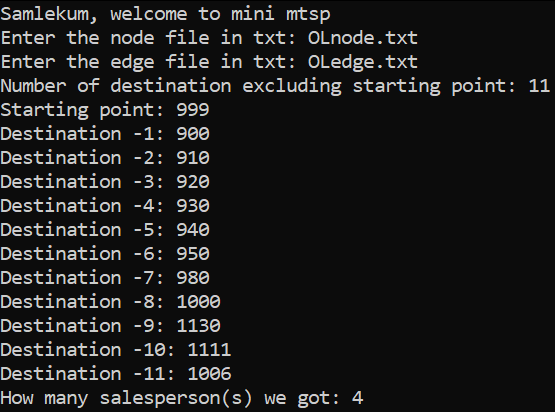 Samlekum, welcome to mini mtsp
Enter the node file in txt: OLnode.txt
Enter the edge file in txt: OLedge.txt
Number of destination excluding starting point: 11
Starting point: 999
Destination -1: 900
Destination -2: 910
Destination -3: 920
Destination -4: 930
Destination -5: 940
Destination -6: 950
Destination -7: 980
Destination -8: 1000
Destination -9: 1130
Destination -10: 1111
Destination -11: 1006
How many salesperson(s) we got: 4